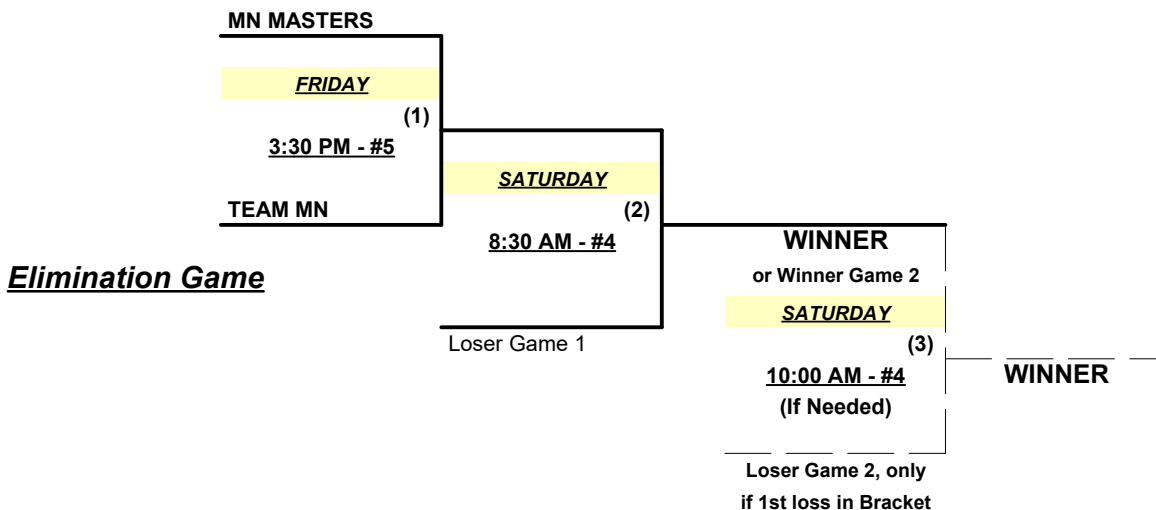 MN MASTERS
FRIDAY
(1)
3:30 PM - #5
SATURDAY
TEAM MN
(2)
8:30 AM - #4
WINNER
Elimination Game
or Winner Game 2
SATURDAY
Loser Game 1
(3)
10:00 AM - #4
WINNER
(If Needed)
Loser Game 2, only
if 1st loss in Bracket